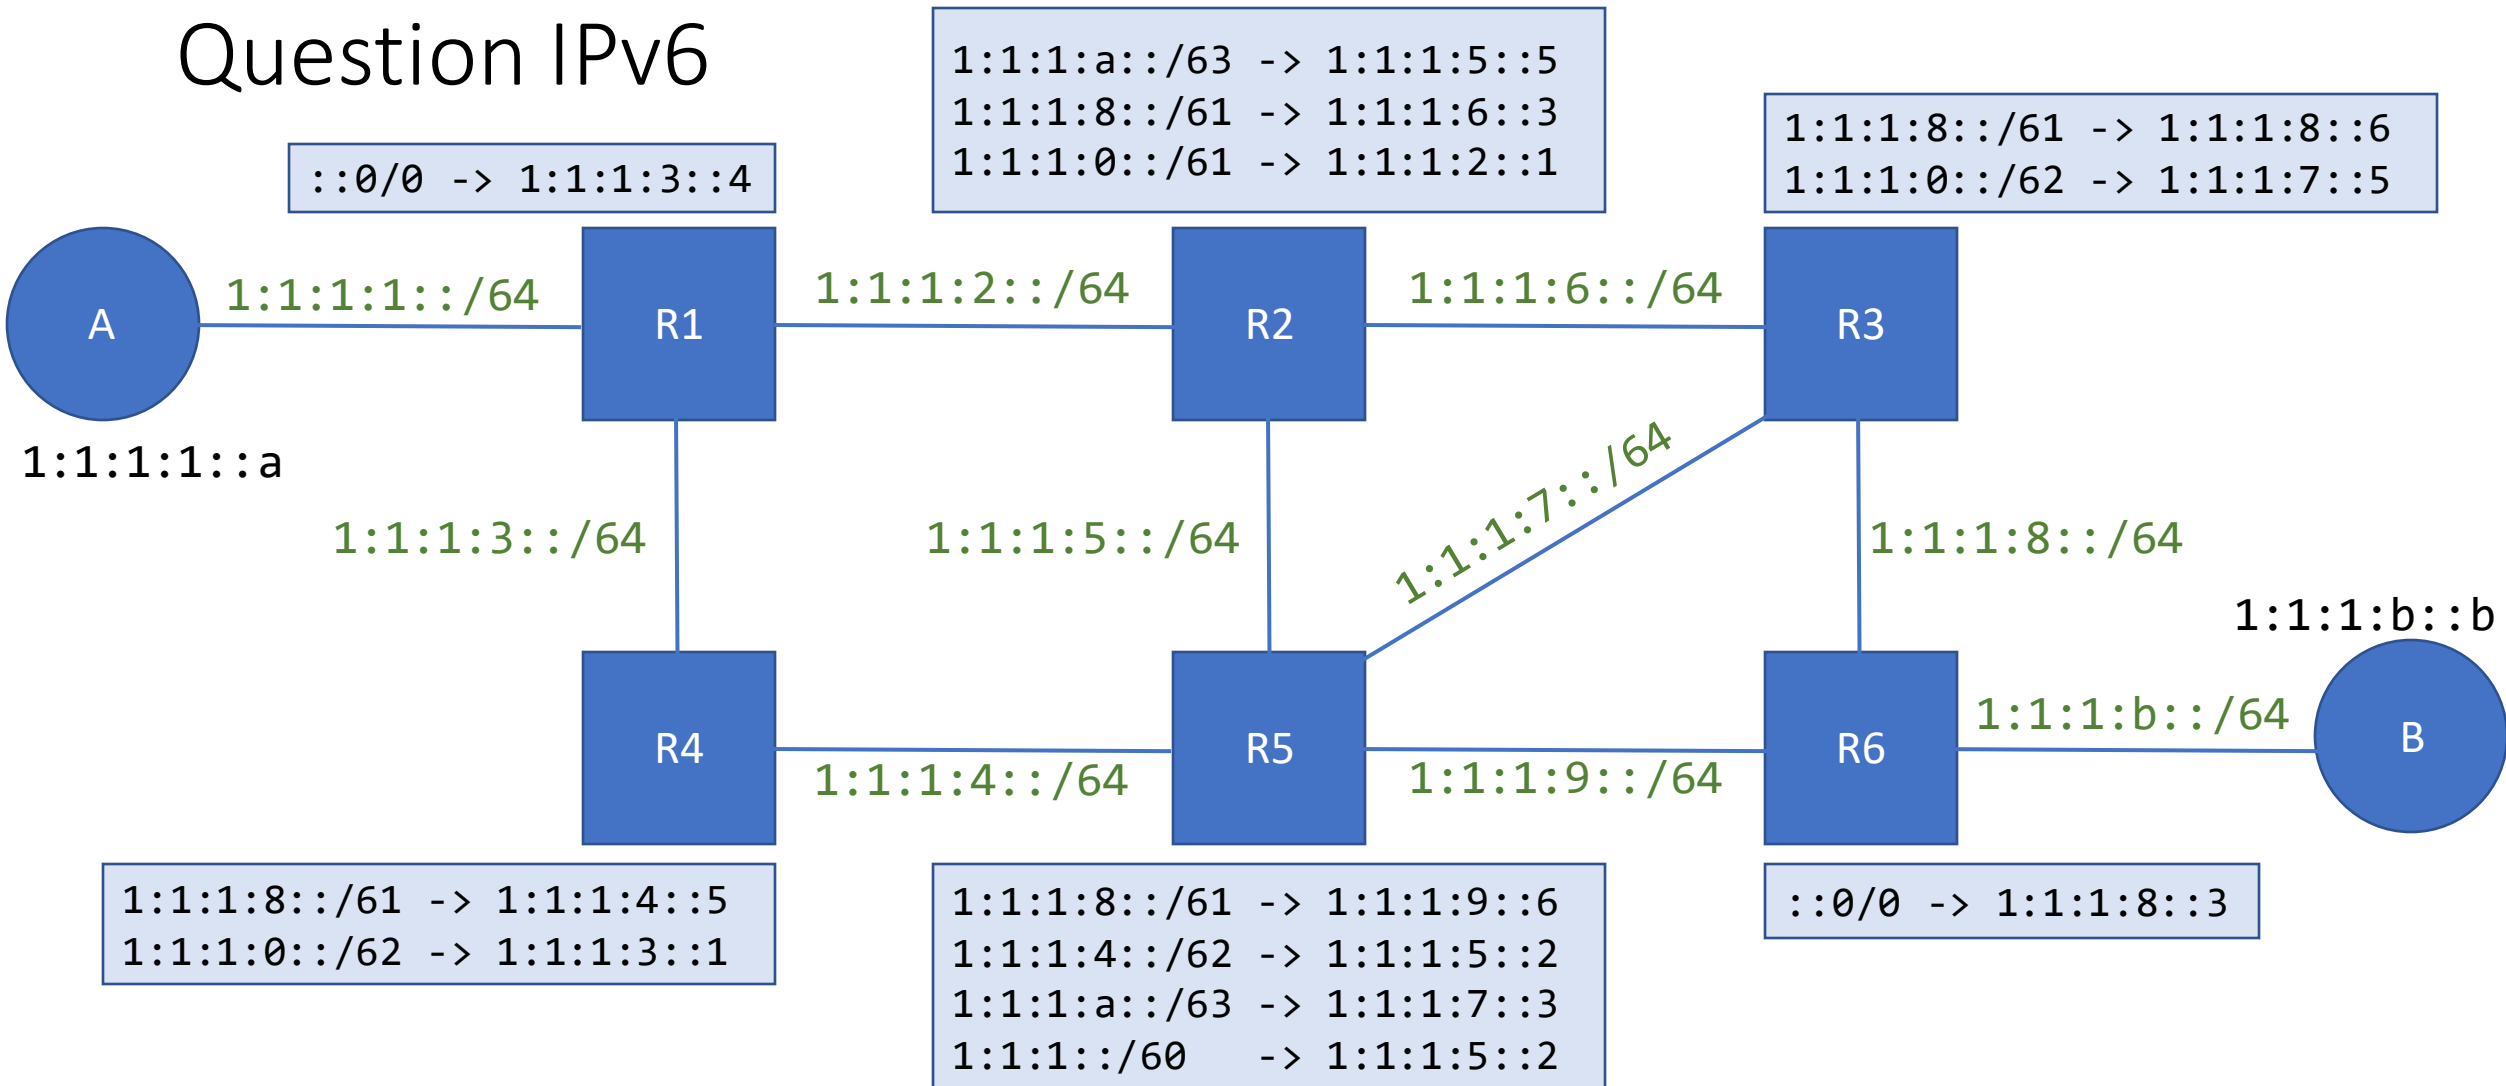 Question IPv6
1:1:1:a::/63 -> 1:1:1:5::5
1:1:1:8::/61 -> 1:1:1:6::3
1:1:1:0::/61 -> 1:1:1:2::1
1:1:1:8::/61 -> 1:1:1:8::6
1:1:1:0::/62 -> 1:1:1:7::5
::0/0 -> 1:1:1:3::4
A
1:1:1:1::/64
R1
1:1:1:2::/64
R2
1:1:1:6::/64
R3
1:1:1:1::a
1:1:1:3::/64
1:1:1:5::/64
1:1:1:7::/64
1:1:1:8::/64
1:1:1:b::b
R4
1:1:1:4::/64
R5
1:1:1:9::/64
R6
1:1:1:b::/64
B
1:1:1:8::/61 -> 1:1:1:4::5
1:1:1:0::/62 -> 1:1:1:3::1
1:1:1:8::/61 -> 1:1:1:9::6
1:1:1:4::/62 -> 1:1:1:5::2
1:1:1:a::/63 -> 1:1:1:7::3
1:1:1::/60 -> 1:1:1:5::2
::0/0 -> 1:1:1:8::3